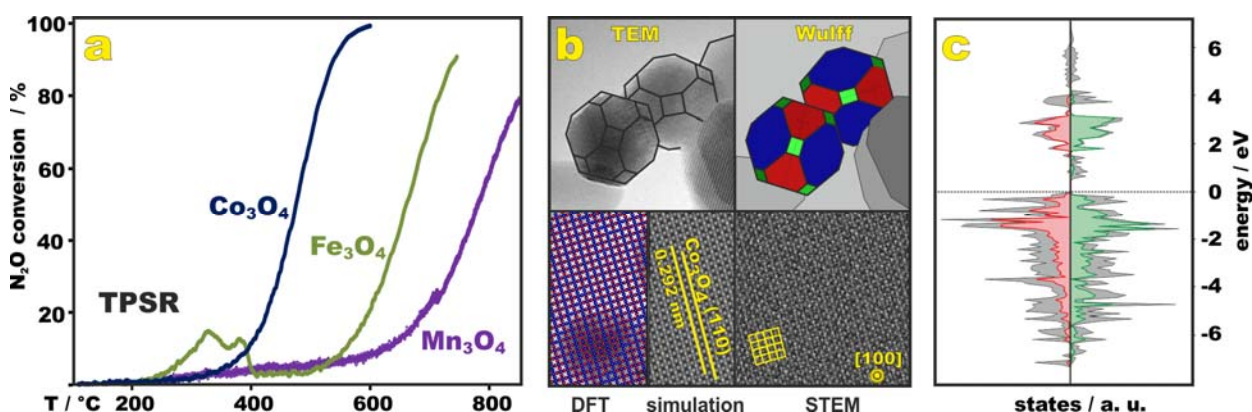 a
N₂O conversion / %
100
80
60
40
20
Co₃O₄
Fe₃O₄
Mn₃O₄
TPSR
T / °C
200
400
600
800
b
TEM
Wulff
Co₃O₄ (110)
0.292 nm
[100]
DFT
simulation
STEM
c
6
4
2
0
-2
-4
-6
energy / eV
states / a. u.